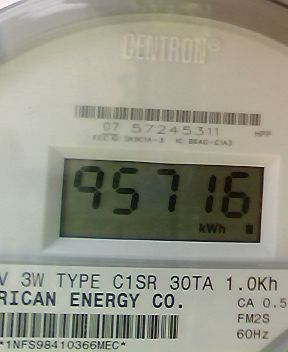 CENTRON®
07 57245311
HPP
95716
kWh
V 3W TYPE C1SR 30TA 1.0Kh
RICAN ENERGY CO.
CA 0.5
FM2S
60Hz
*1NFS98410366MEC*